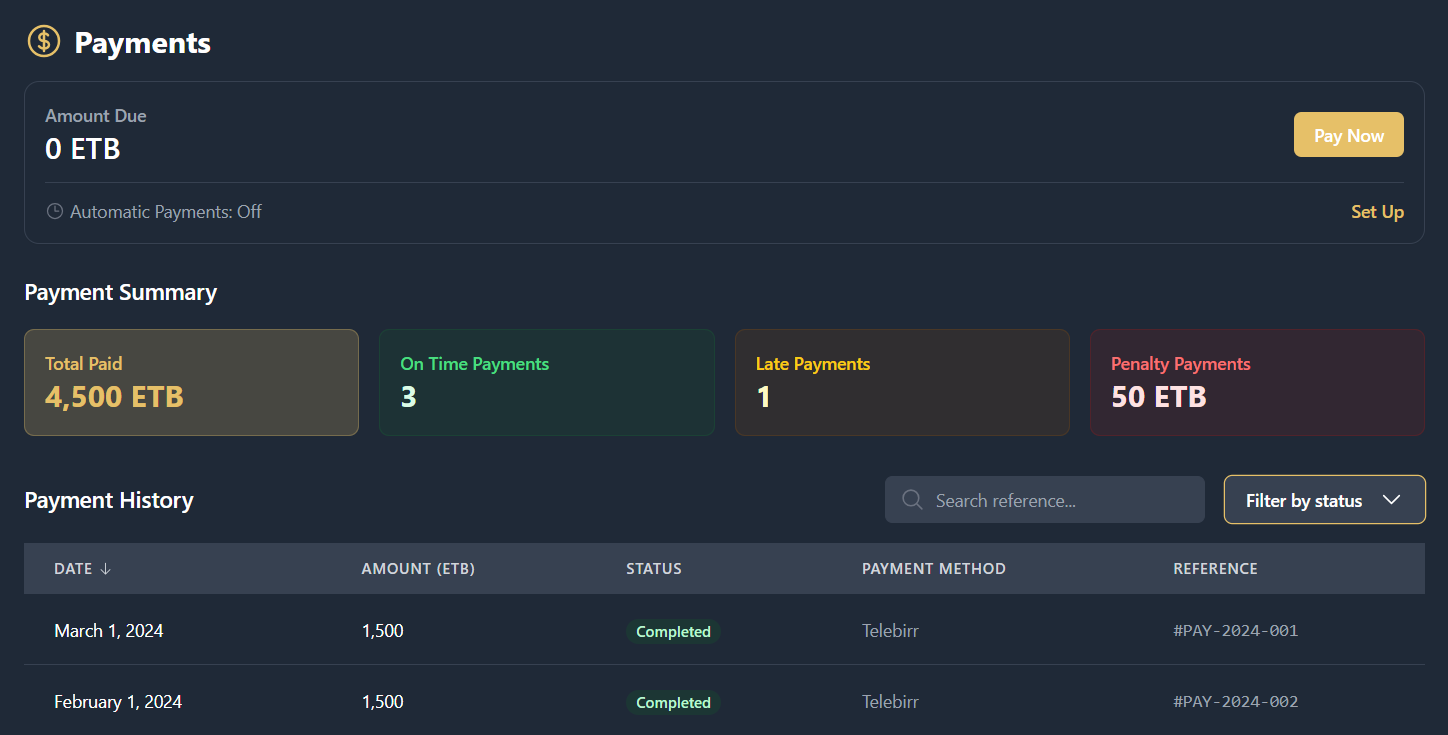 Payments
Amount Due
0 ETB
Pay Now
Automatic Payments: Off
Set Up
Payment Summary
Total Paid
4,500 ETB
On Time Payments
3
Late Payments
1
Penalty Payments
50 ETB
Payment History
Search reference...
Filter by status
DATE ↓ AMOUNT (ETB) STATUS PAYMENT METHOD REFERENCE
March 1, 2024 1,500 Completed Telebirr #PAY-2024-001
February 1, 2024 1,500 Completed Telebirr #PAY-2024-002